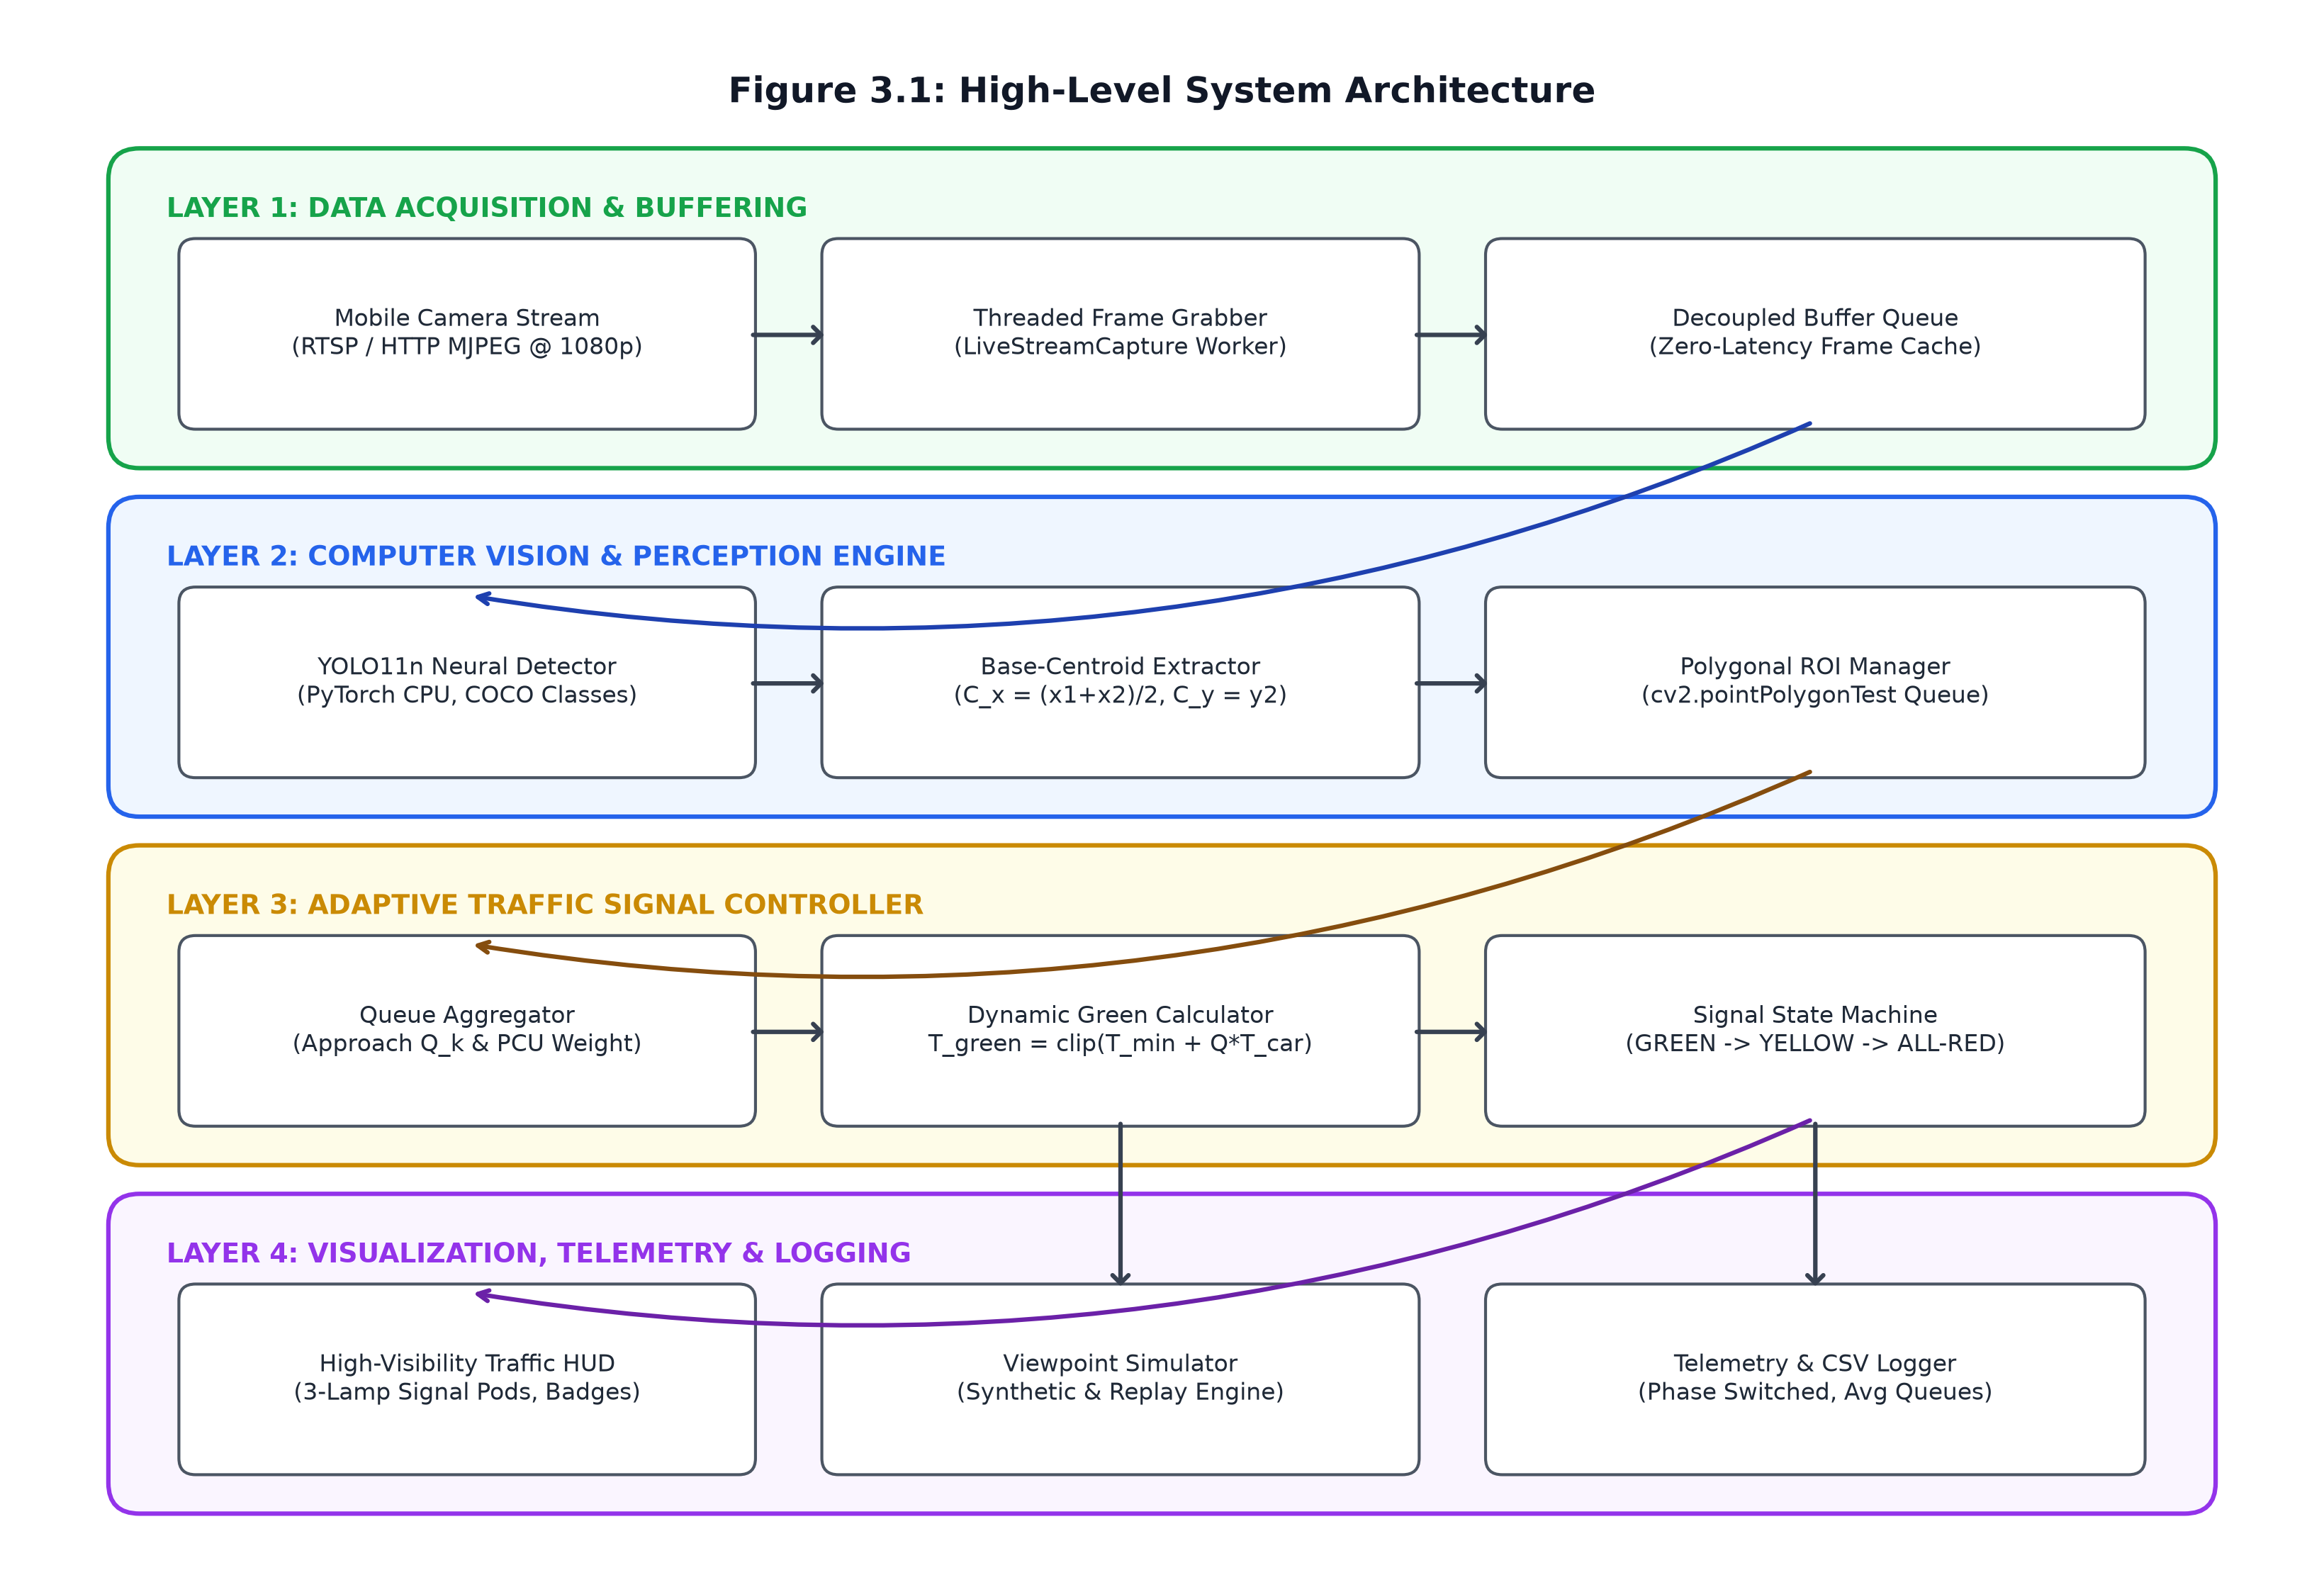 Figure 3.1: High-Level System Architecture
LAYER 1: DATA ACQUISITION & BUFFERING
Mobile Camera Stream
(RTSP / HTTP MJPEG @ 1080p)
Threaded Frame Grabber
(LiveStreamCapture Worker)
Decoupled Buffer Queue
(Zero-Latency Frame Cache)
LAYER 2: COMPUTER VISION & PERCEPTION ENGINE
YOLO11n Neural Detector
(PyTorch CPU, COCO Classes)
Base-Centroid Extractor
(C_x = (x1+x2)/2, C_y = y2)
Polygonal ROI Manager
(cv2.pointPolygonTest Queue)
LAYER 3: ADAPTIVE TRAFFIC SIGNAL CONTROLLER
Queue Aggregator
(Approach Q_k & PCU Weight)
Dynamic Green Calculator
T_green = clip(T_min + Q*T_car)
Signal State Machine
(GREEN -> YELLOW -> ALL-RED)
LAYER 4: VISUALIZATION, TELEMETRY & LOGGING
High-Visibility Traffic HUD
(3-Lamp Signal Pods, Badges)
Viewpoint Simulator
(Synthetic & Replay Engine)
Telemetry & CSV Logger
(Phase Switched, Avg Queues)